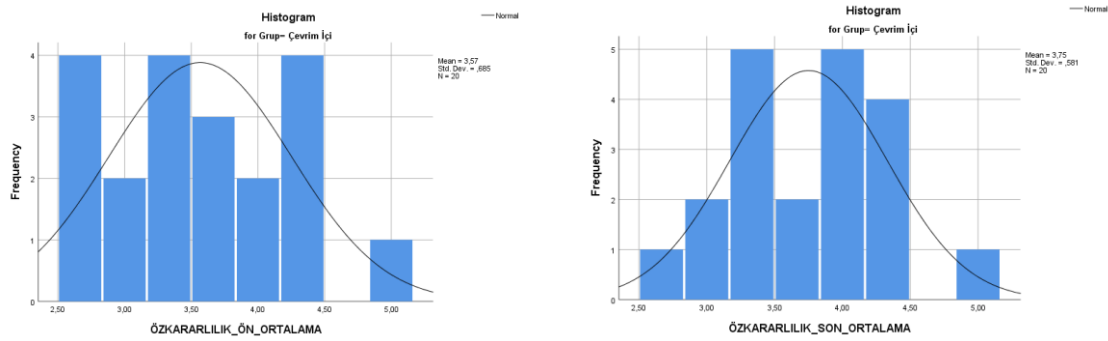 Histogram
for Grup= Çevrim İçi
Normal
Mean = 3,57
Std. Dev. = ,685
N = 20
Frequency
4
3
2
1
0
2,50 3,00 3,50 4,00 4,50 5,00
ÖZKARARLILIK_ÖN_ORTALAMA
Histogram
for Grup= Çevrim İçi
Normal
Mean = 3,75
Std. Dev. = ,581
N = 20
Frequency
5
4
3
2
1
0
2,50 3,00 3,50 4,00 4,50 5,00
ÖZKARARLILIK_SON_ORTALAMA